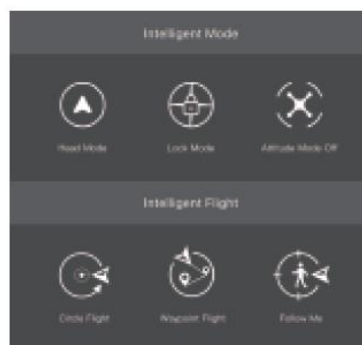 Intelligent Mode
Head Mode
Lock Mode
Attitude Mode Off
Intelligent Flight
Circle Flight
Waypoint Flight
Follow Me